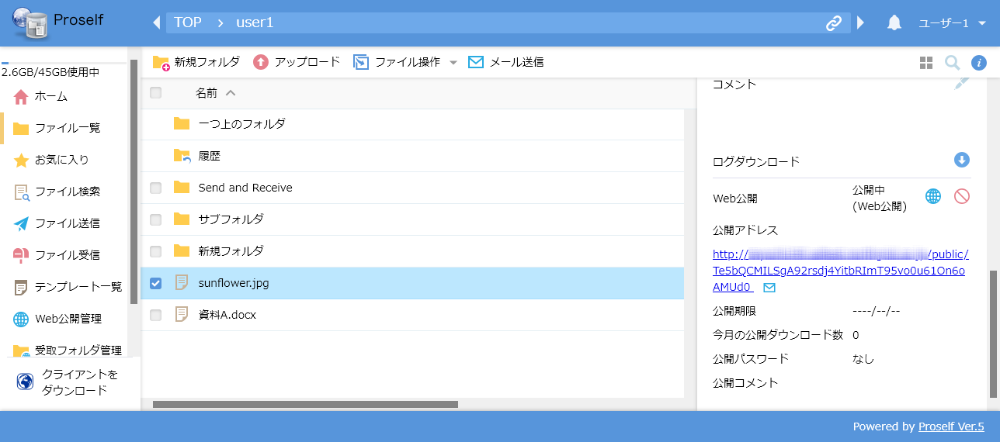 Proself
TOP > user1
ユーザー1
2.6GB/45GB使用中
ホーム
ファイル一覧
お気に入り
ファイル検索
ファイル送信
ファイル受信
テンプレート一覧
Web公開管理
受取フォルダ管理
クライアントを
ダウンロード
新規フォルダ アップロード ファイル操作 メール送信
名前
一つ上のフォルダ
履歴
Send and Receive
サブフォルダ
新規フォルダ
sunflower.jpg
資料A.docx
コメント
ログダウンロード
Web公開 公開中
(Web公開)
公開アドレス
http:// /public/
Te5bQCMILSgA92rsdj4YitbRImT95vo0u61On6o
AMUd0
公開期限 ----/--/--
今月の公開ダウンロード数 0
公開パスワード なし
公開コメント
Powered by Proself Ver.5